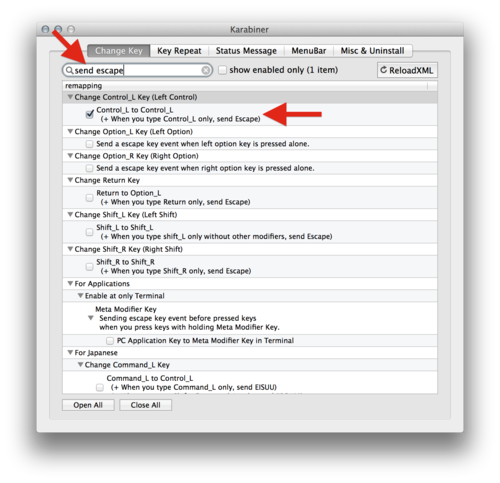 Karabiner
Change Key Key Repeat Status Message MenuBar Misc & Uninstall
send escape show enabled only (1 item) ReloadXML
remapping
Change Control_L Key (Left Control)
Control_L to Control_L
(+ When you type Control_L only, send Escape)
Change Option_L Key (Left Option)
Send a escape key event when left option key is pressed alone.
Change Option_R Key (Right Option)
Send a escape key event when right option key is pressed alone.
Change Return Key
Return to Option_L
(+ When you type Return only, send Escape)
Change Shift_L Key (Left Shift)
Shift_L to Shift_L
(+ When you type shift_L only without other modifiers, send Escape)
Change Shift_R Key (Right Shift)
Shift_R to Shift_R
(+ When you type Shift_R only, send Escape)
For Applications
Enable at only Terminal
Meta Modifier Key
Sending escape key event before pressed keys
when you press keys with holding Meta Modifier Key.
PC Application Key to Meta Modifier Key in Terminal
For Japanese
Change Command_L Key
Command_L to Control_L
(+ When you type Command_L only, send EISUU)
Open All Close All